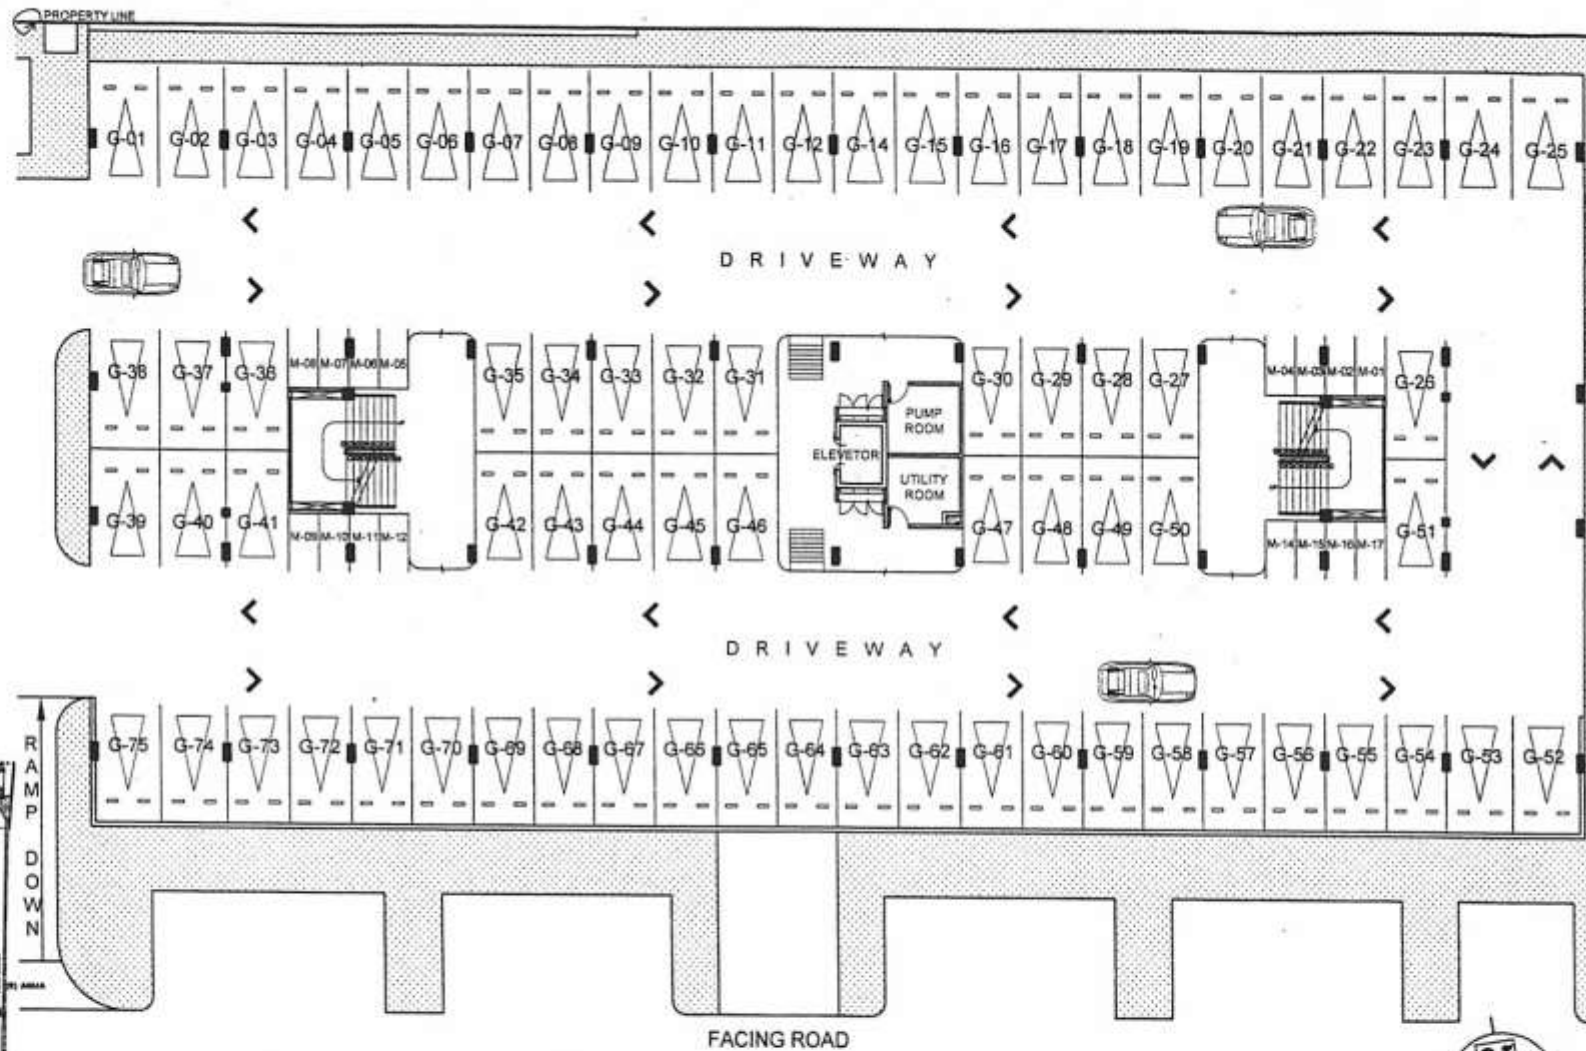 PROPERTY LINE
G-01 G-02 G-03 G-04 G-05 G-06 G-07 G-08 G-09 G-10 G-11 G-12 G-14 G-15 G-16 G-17 G-18 G-19 G-20 G-21 G-22 G-23 G-24 G-25
DRIVEWAY
G-38 G-37 G-36 M-08 M-07 M-06 M-05 G-35 G-34 G-33 G-32 G-31 G-30 G-29 G-28 G-27 M-04 M-03 M-02 M-01 G-26
PUMP
ROOM
ELEVETOR
UTILITY
ROOM
G-39 G-40 G-41 M-09 M-10 M-11 M-12 G-42 G-43 G-44 G-45 G-46 G-47 G-48 G-49 G-50 M-14 M-15 M-16 M-17 G-51
DRIVEWAY
G-75 G-74 G-73 G-72 G-71 G-70 G-69 G-68 G-67 G-65 G-64 G-63 G-62 G-61 G-60 G-59 G-58 G-57 G-56 G-55 G-54 G-53 G-52
RAMP DOWN
FACING ROAD